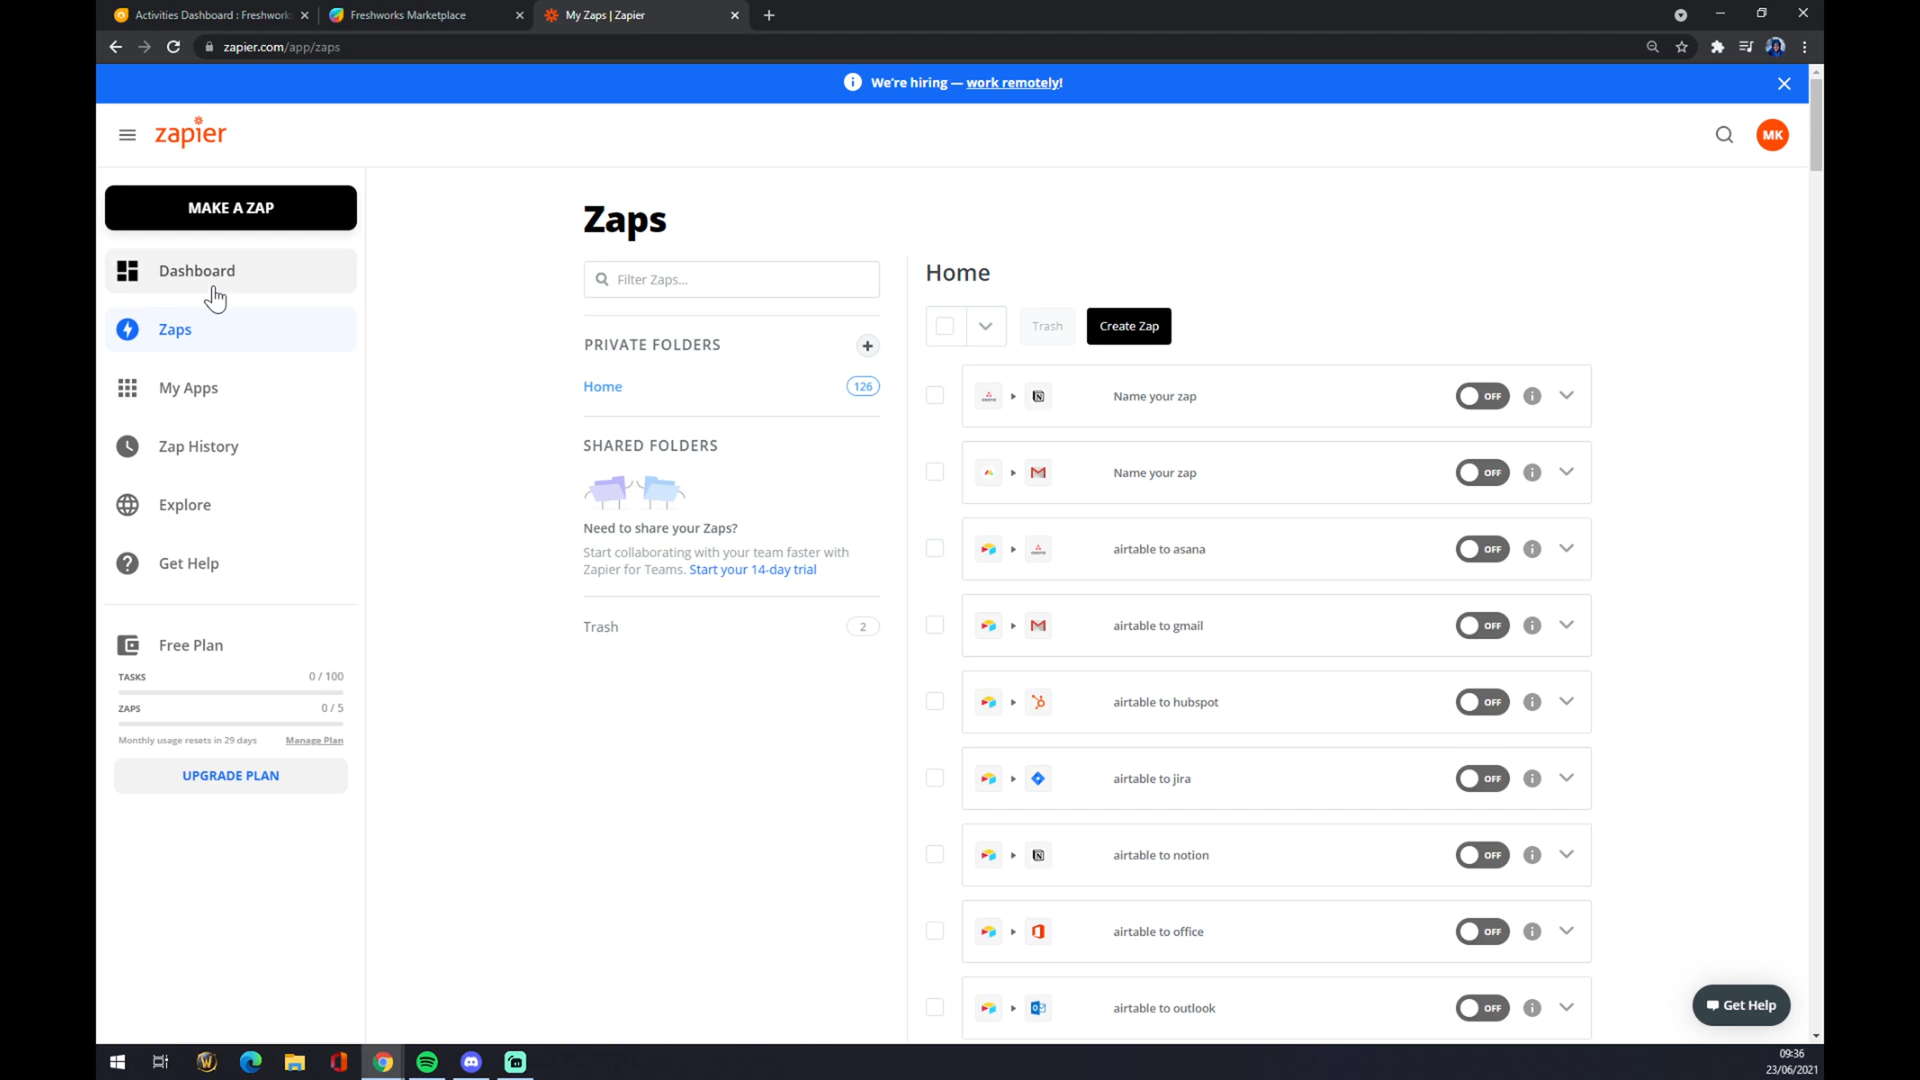 Activities Dashboard : Freshworks
Freshworks Marketplace
My Zaps | Zapier
zapier.com/app/zaps
We're hiring — work remotely!
zapier
MK
MAKE A ZAP
Dashboard
Zaps
My Apps
Zap History
Explore
Get Help
Free Plan
TASKS 0 / 100
ZAPS 0 / 5
Monthly usage resets in 29 days Manage Plan
UPGRADE PLAN
Zaps
Filter Zaps...
PRIVATE FOLDERS
Home 126
SHARED FOLDERS
Need to share your Zaps?
Start collaborating with your team faster with
Zapier for Teams. Start your 14-day trial
Trash 2
Home
Trash Create Zap
asana Name your zap OFF
Name your zap OFF
airtable to asana OFF
airtable to gmail OFF
airtable to hubspot OFF
airtable to jira OFF
airtable to notion OFF
airtable to office OFF
airtable to outlook OFF
Get Help
09:36
23/06/2021